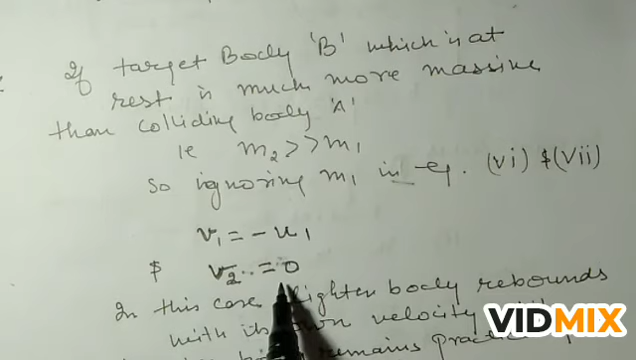 If target Body 'B' which is at
rest is much more massive
than colliding body 'A'
ie m₂ >> m₁
So ignoring m₁ in eq. (vi) $ (vii)
v₁ = - u₁
$ v₂ = 0
In this case lighter body rebounds
with its own velocity
body remains
VIDMIX